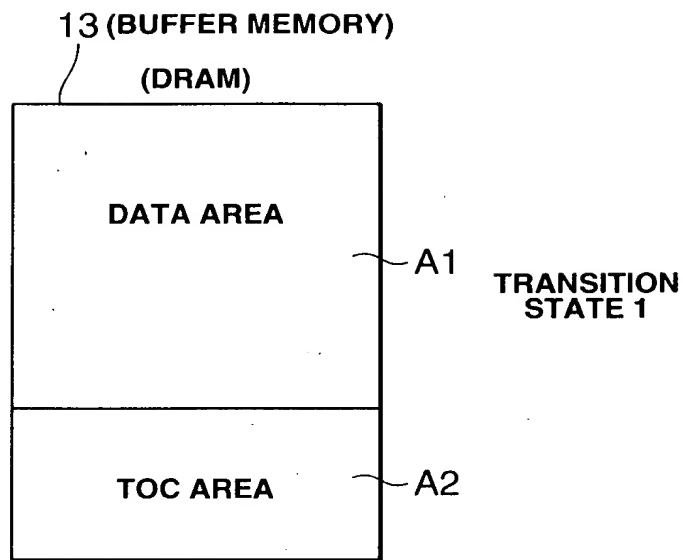 13 (BUFFER MEMORY)
(DRAM)
DATA AREA
A1
TRANSITION
STATE 1
TOC AREA
A2